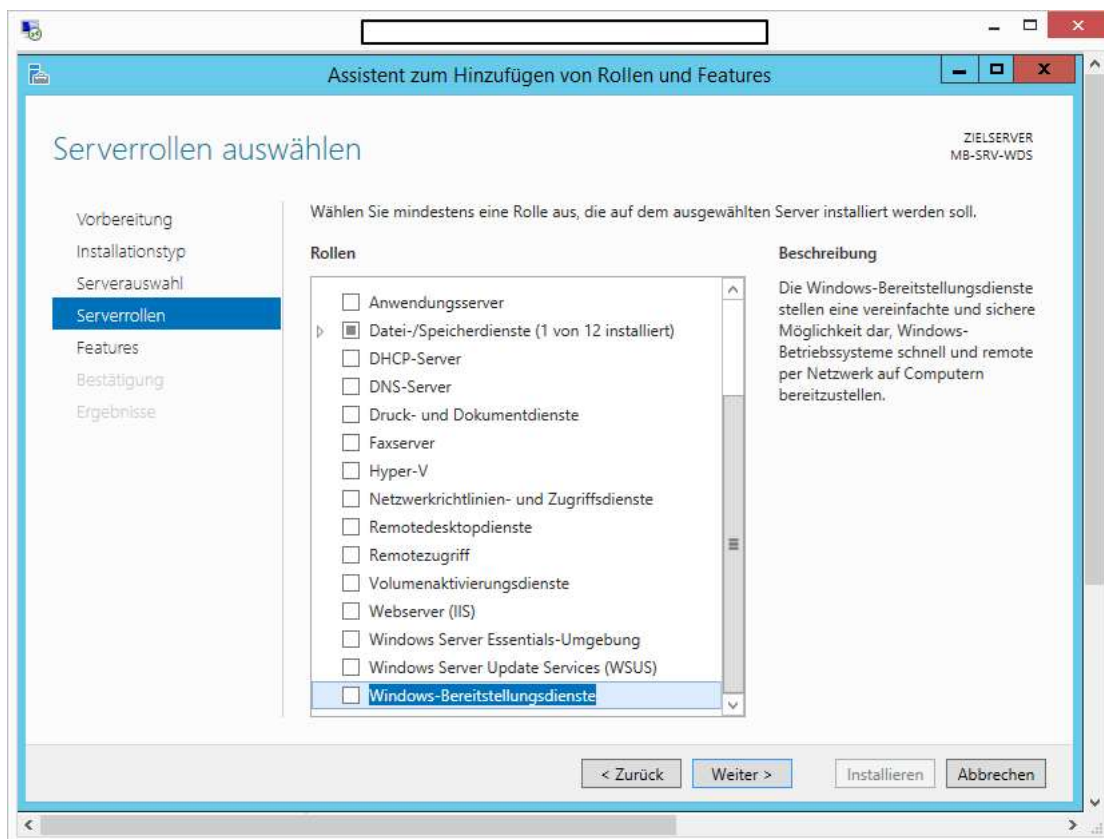 Assistent zum Hinzufügen von Rollen und Features
Serverrollen auswählen
ZIELSERVER
MB-SRV-WDS
Vorbereitung
Installationstyp
Serverauswahl
Serverrollen
Features
Bestätigung
Ergebnisse
Wählen Sie mindestens eine Rolle aus, die auf dem ausgewählten Server installiert werden soll.
Rollen
Anwendungsserver
Datei-/Speicherdienste (1 von 12 installiert)
DHCP-Server
DNS-Server
Druck- und Dokumentdienste
Faxserver
Hyper-V
Netzwerkrichtlinien- und Zugriffsdienste
Remotedesktopdienste
Remotezugriff
Volumenaktivierungsdienste
Webserver (IIS)
Windows Server Essentials-Umgebung
Windows Server Update Services (WSUS)
Windows-Bereitstellungsdienste
Beschreibung
Die Windows-Bereitstellungsdienste
stellen eine vereinfachte und sichere
Möglichkeit dar, Windows-
Betriebssysteme schnell und remote
per Netzwerk auf Computern
bereitzustellen.
< Zurück
Weiter >
Installieren
Abbrechen